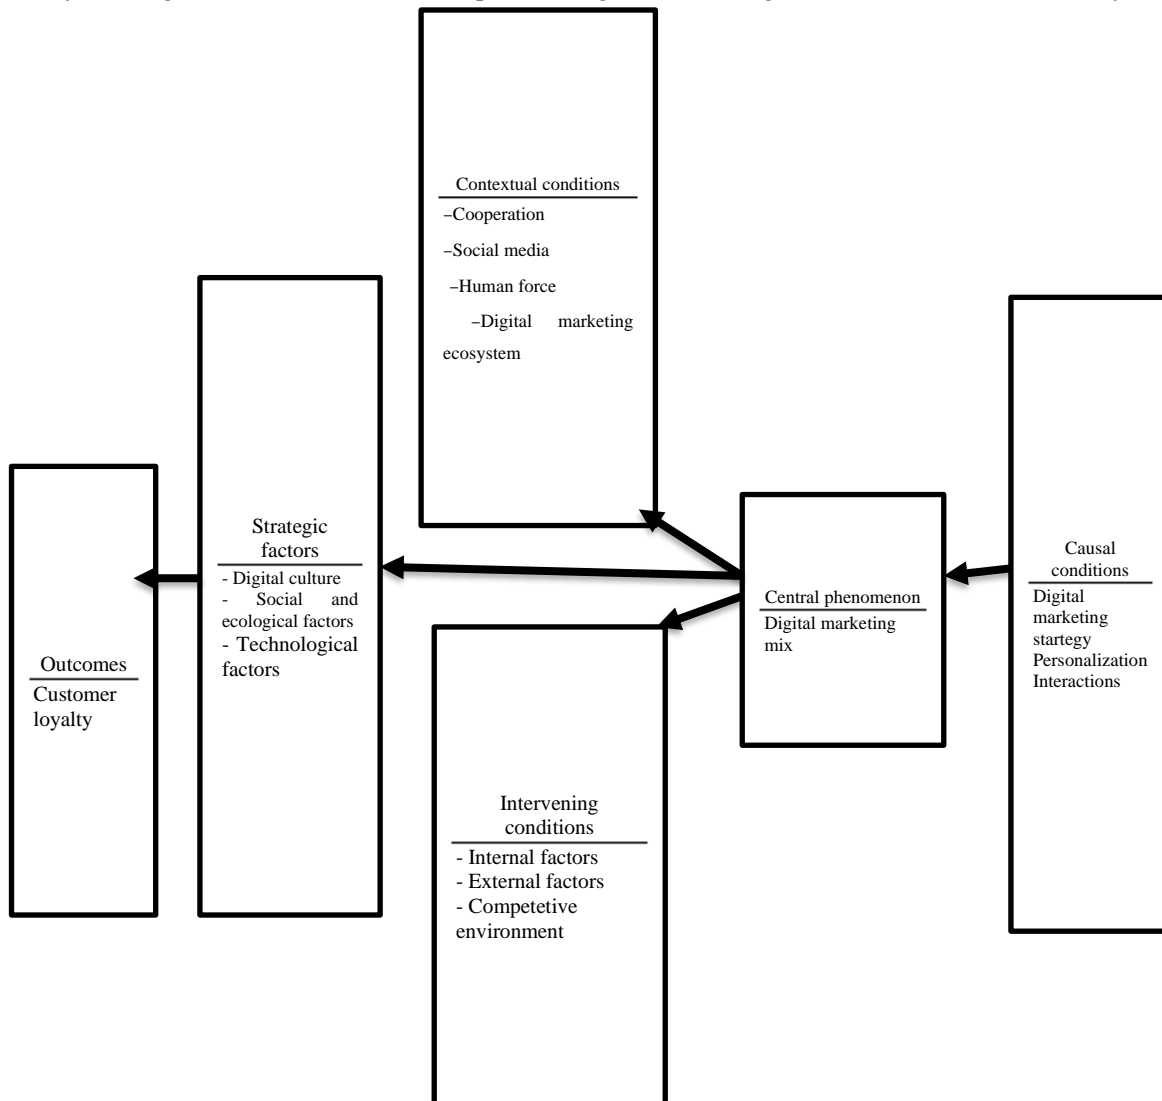 Contextual conditions
–Cooperation
–Social media
–Human force
–Digital marketing
ecosystem
Strategic
factors
- Digital culture
- Social and
ecological factors
- Technological
factors
Outcomes
Customer
loyalty
Intervening
conditions
- Internal factors
- External factors
- Competetive
environment
Central phenomenon
Digital marketing
mix
Causal
conditions
Digital
marketing
startegy
Personalization
Interactions